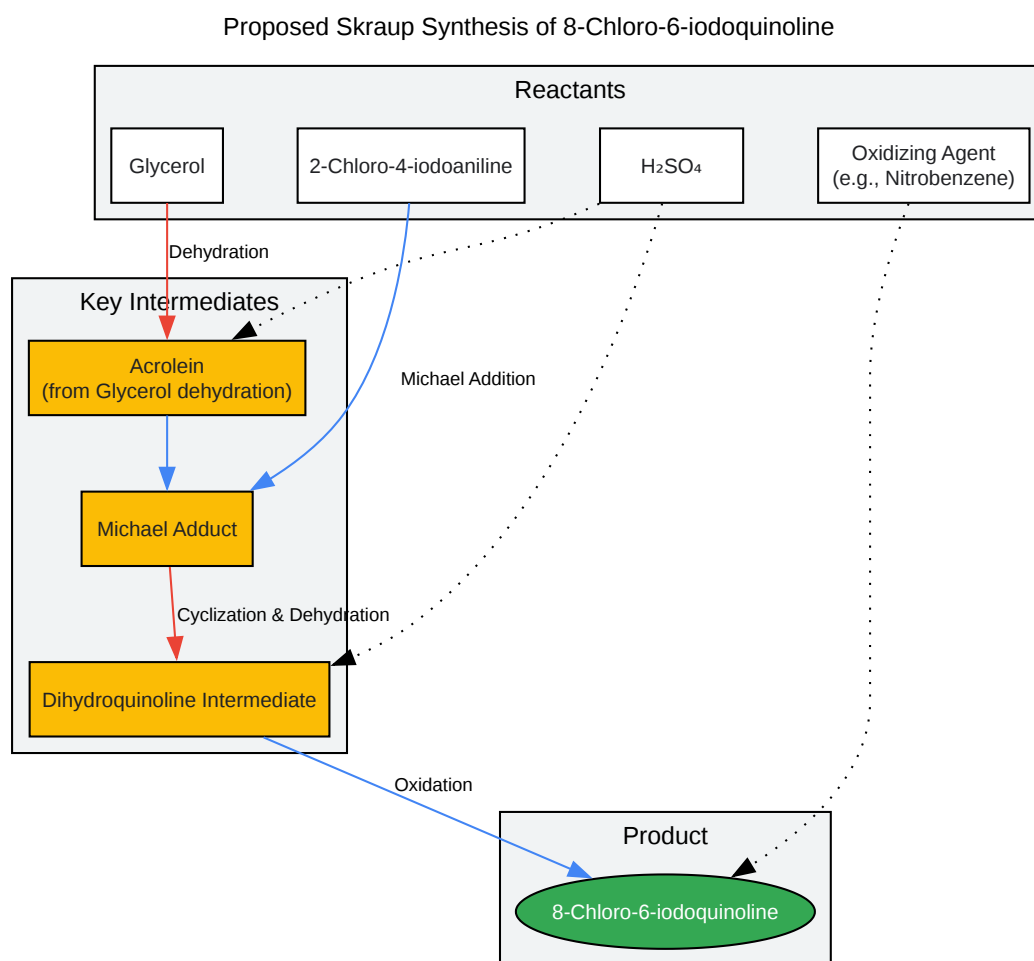 Proposed Skraup Synthesis of 8-Chloro-6-iodoquinoline
Reactants
Glycerol
2-Chloro-4-iodoaniline
H₂SO₄
Oxidizing Agent
(e.g., Nitrobenzene)
Dehydration
Key Intermediates
Acrolein
(from Glycerol dehydration)
Michael Addition
Michael Adduct
Cyclization & Dehydration
Dihydroquinoline Intermediate
Oxidation
Product
8-Chloro-6-iodoquinoline